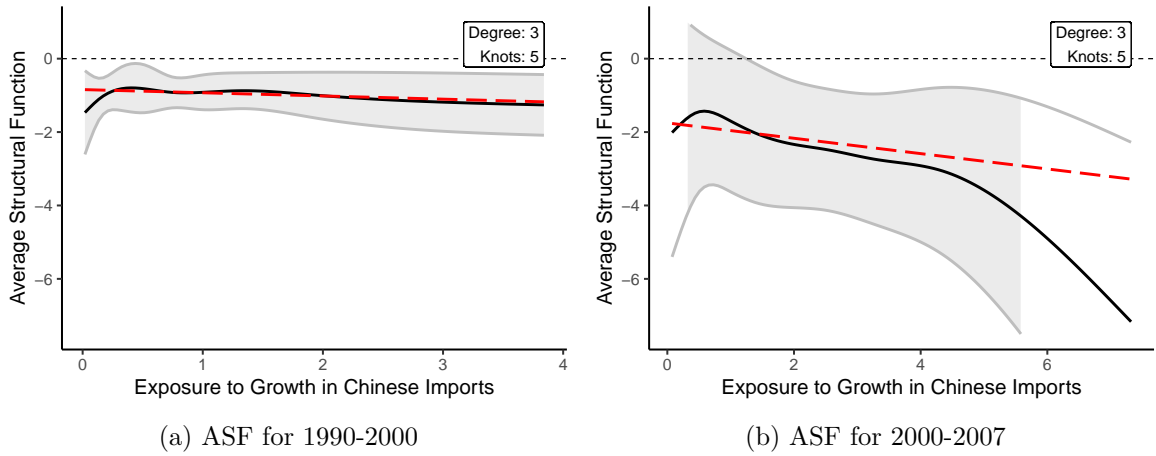 Degree: 3
Knots: 5
0
−2
−4
−6
Average Structural Function
0
1
2
3
4
Exposure to Growth in Chinese Imports
(a) ASF for 1990-2000
Degree: 3
Knots: 5
0
−2
−4
−6
Average Structural Function
0
2
4
6
Exposure to Growth in Chinese Imports
(b) ASF for 2000-2007